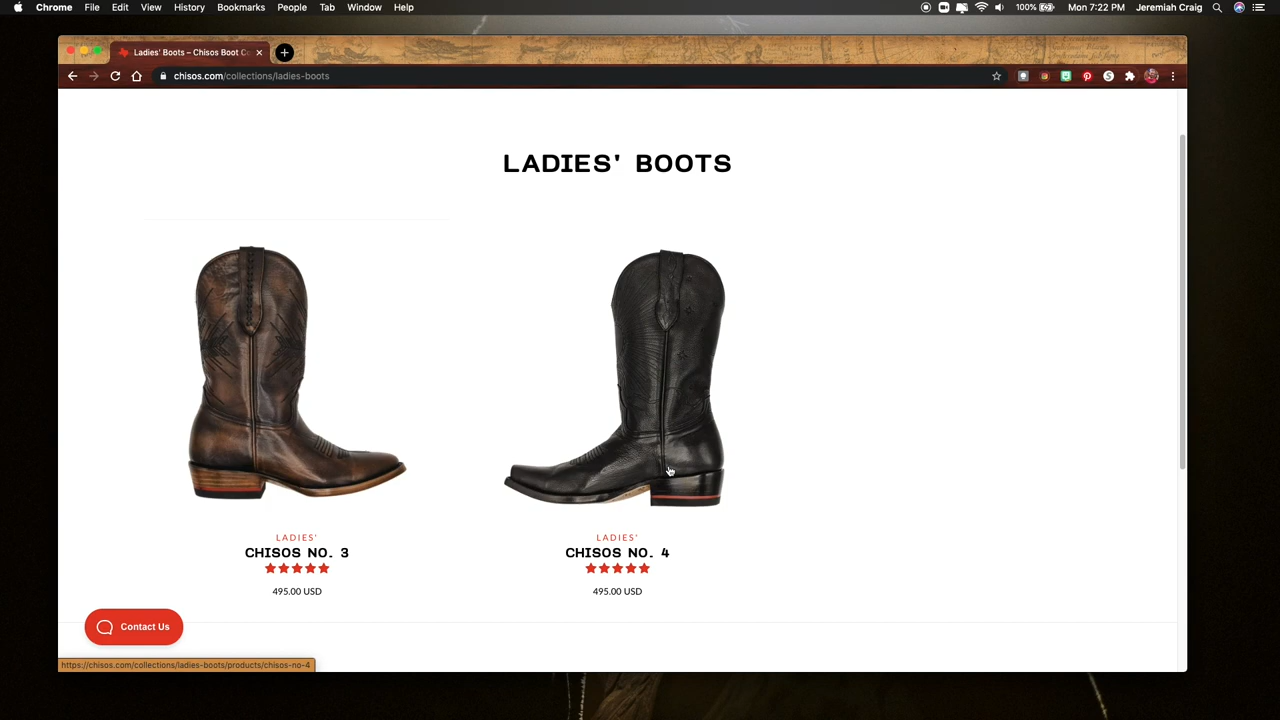 Chrome File Edit View History Bookmarks People Tab Window Help 100% Mon 7:22 PM Jeremiah Craig
Ladies' Boots – Chisos Boot Co
chisos.com/collections/ladies-boots
LADIES' BOOTS
LADIES' LADIES'
CHISOS NO. 3 CHISOS NO. 4
495.00 USD 495.00 USD
Contact Us
https://chisos.com/collections/ladies-boots/products/chisos-no-4